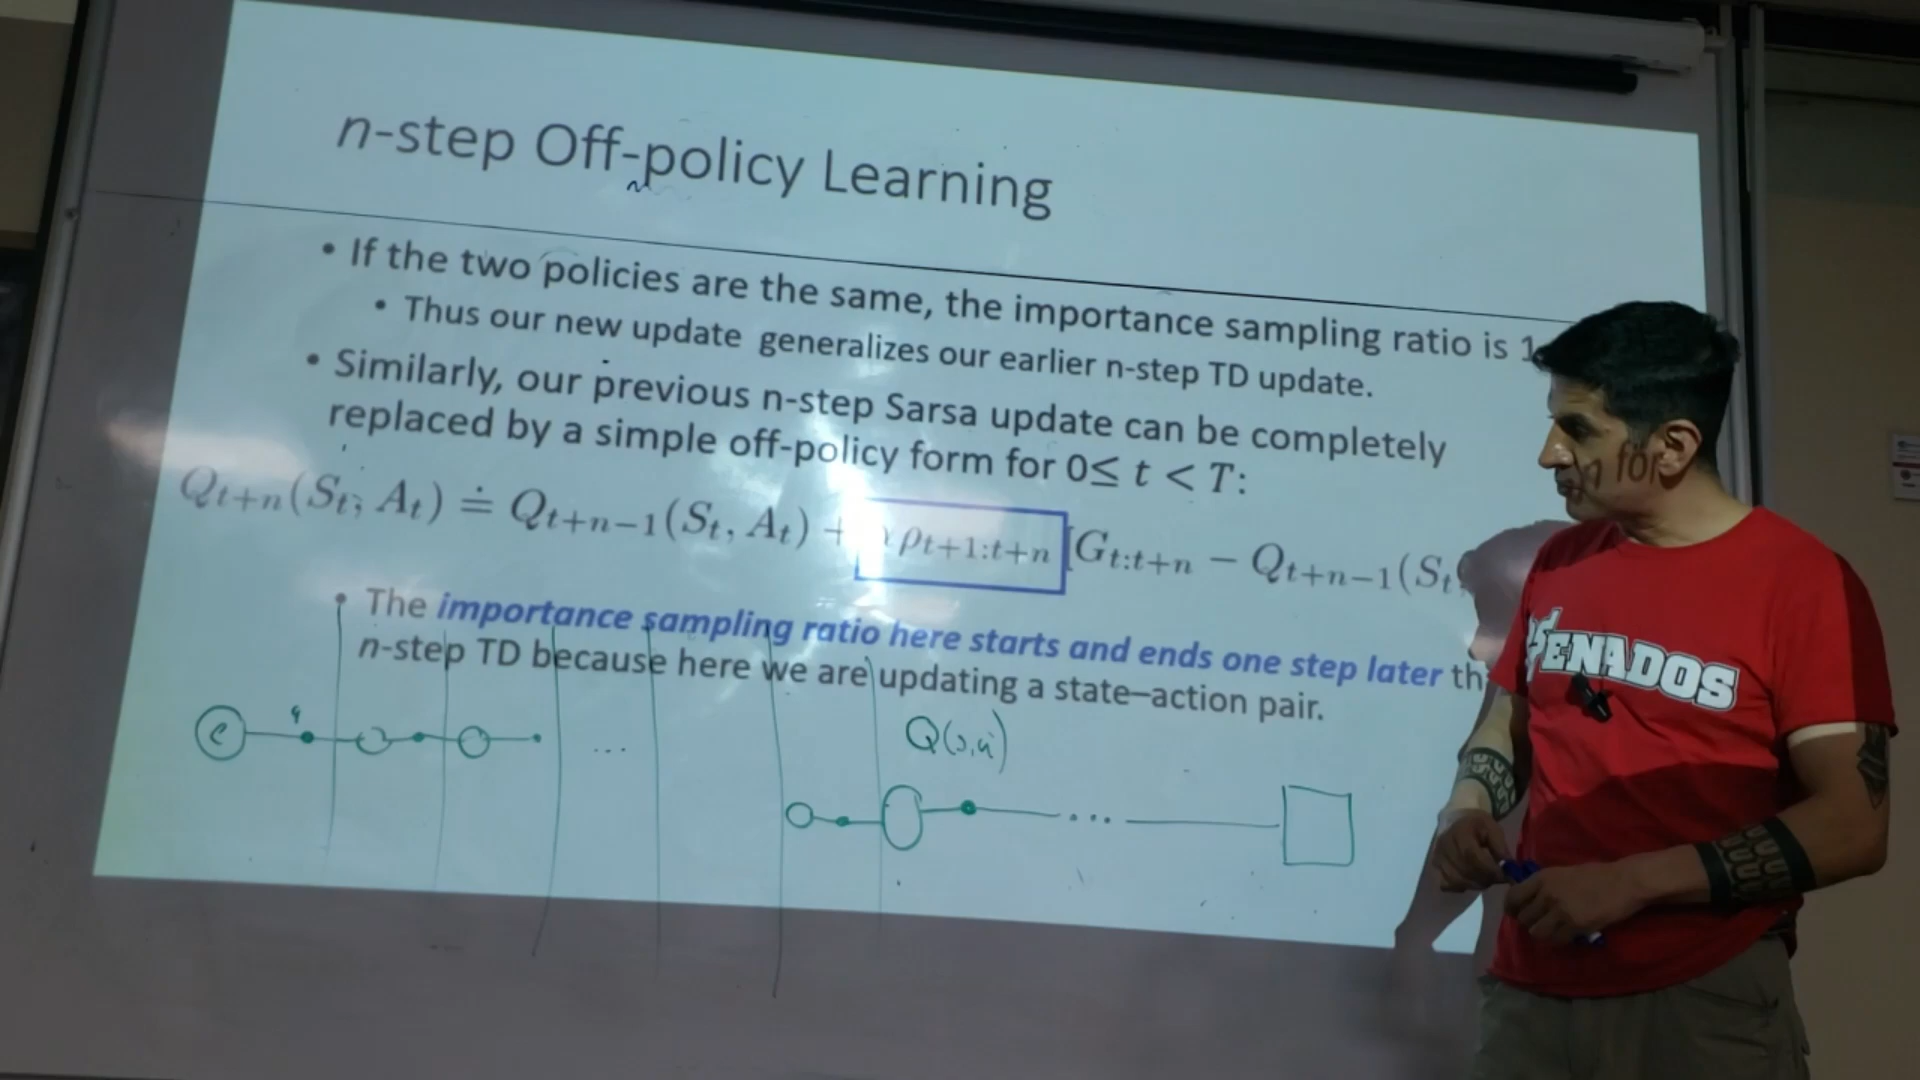 n-step Off-policy Learning
• If the two policies are the same, the importance sampling ratio is 1
• Thus our new update generalizes our earlier n-step TD update.
• Similarly, our previous n-step Sarsa update can be completely
replaced by a simple off-policy form for 0≤ t < T:
Qt+n(St, At) ≐ Qt+n−1(St, At) + ρt+1:t+n [Gt:t+n − Qt+n−1(St
• The importance sampling ratio here starts and ends one step later th
n-step TD because here we are updating a state–action pair.
Q(s,a)
...
...
n for
VENADOS